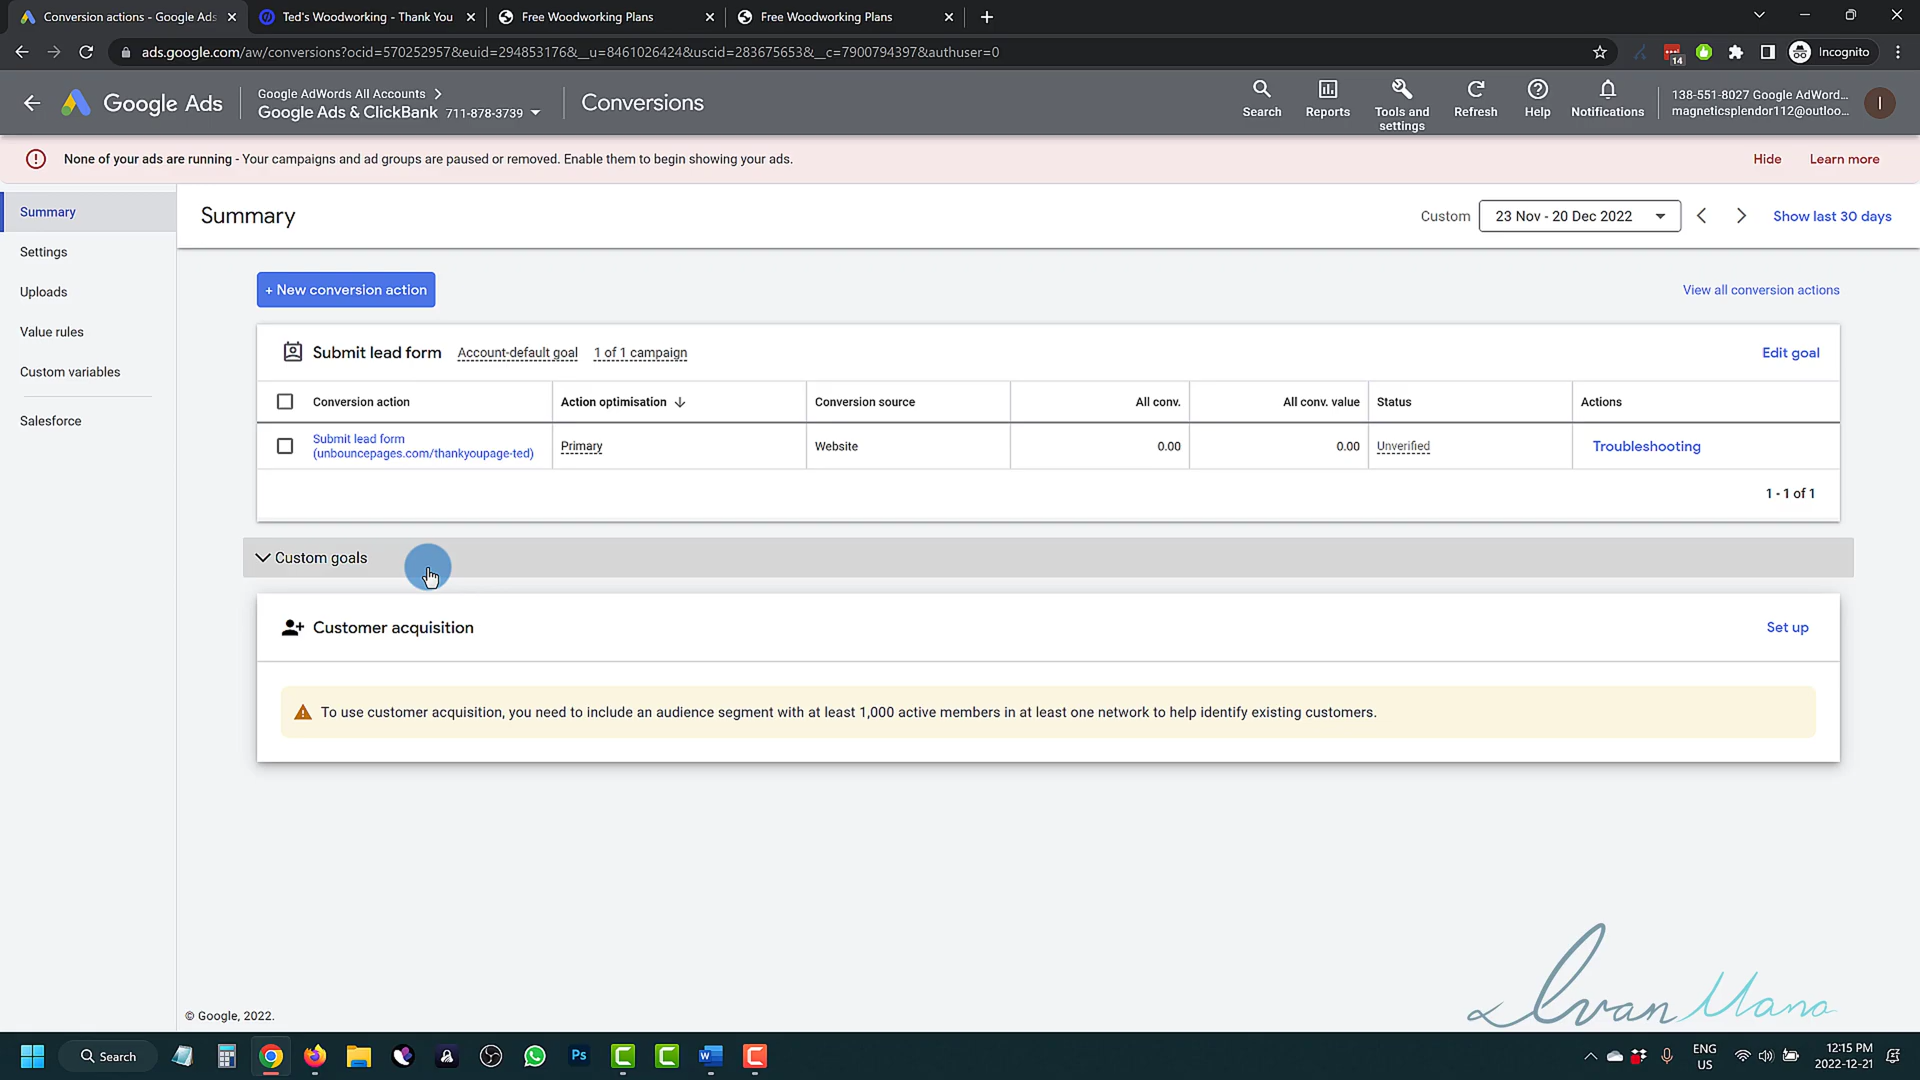 Conversion actions - Google Ads
Ted's Woodworking - Thank You
Free Woodworking Plans
Free Woodworking Plans
ads.google.com/aw/conversions?ocid=570252957&euid=294853176&__u=8461026424&uscid=283675653&__c=7900794397&authuser=0
14
Incognito
Google Ads
Google AdWords All Accounts
Google Ads & ClickBank 711-878-3739
Conversions
Search
Reports
Tools and
settings
Refresh
Help
Notifications
138-551-8027 Google AdWord...
magneticsplendor112@outloo...
I
None of your ads are running - Your campaigns and ad groups are paused or removed. Enable them to begin showing your ads.
Hide
Learn more
Summary
Settings
Uploads
Value rules
Custom variables
Salesforce
Summary
Custom
23 Nov - 20 Dec 2022
Show last 30 days
+ New conversion action
View all conversion actions
Submit lead form
Account-default goal
1 of 1 campaign
Edit goal
Conversion action
Action optimisation
Conversion source
All conv.
All conv. value
Status
Actions
Submit lead form
(unbouncepages.com/thankyoupage-ted)
Primary
Website
0.00
0.00
Unverified
Troubleshooting
1 - 1 of 1
Custom goals
Customer acquisition
Set up
To use customer acquisition, you need to include an audience segment with at least 1,000 active members in at least one network to help identify existing customers.
© Google, 2022.
Ivan Mana
Search
Ps
ENG
US
12:15 PM
2022-12-21